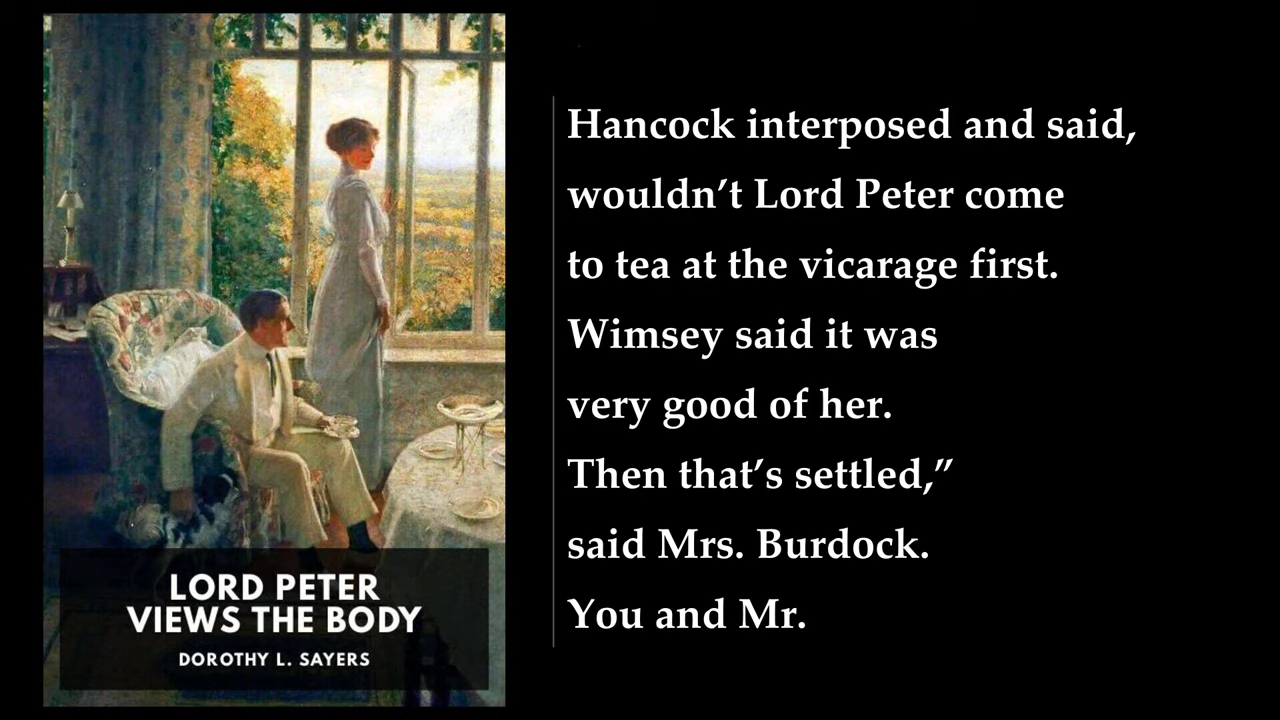 LORD PETER
VIEWS THE BODY
DOROTHY L. SAYERS
Hancock interposed and said,
wouldn’t Lord Peter come
to tea at the vicarage first.
Wimsey said it was
very good of her.
Then that’s settled,”
said Mrs. Burdock.
You and Mr.